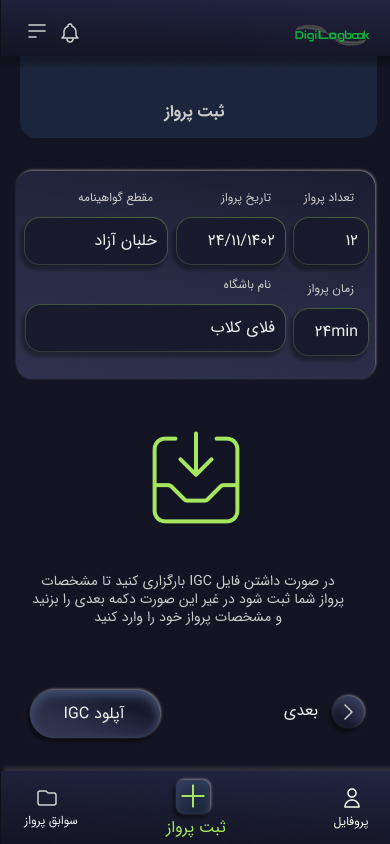 DigiLogbook
ثبت پرواز
تعداد پرواز
تاریخ پرواز
مقطع گواهینامه
۱۲
۲۴/۱۱/۱۴۰۲
خلبان آزاد
زمان پرواز
نام باشگاه
۲۴min
فلای کلاب
در صورت داشتن فایل IGC بارگزاری کنید تا مشخصات
پرواز شما ثبت شود در غیر این صورت دکمه بعدی را بزنید
و مشخصات پرواز خود را وارد کنید
بعدی
آپلود IGC
پروفایل
ثبت پرواز
سوابق پرواز